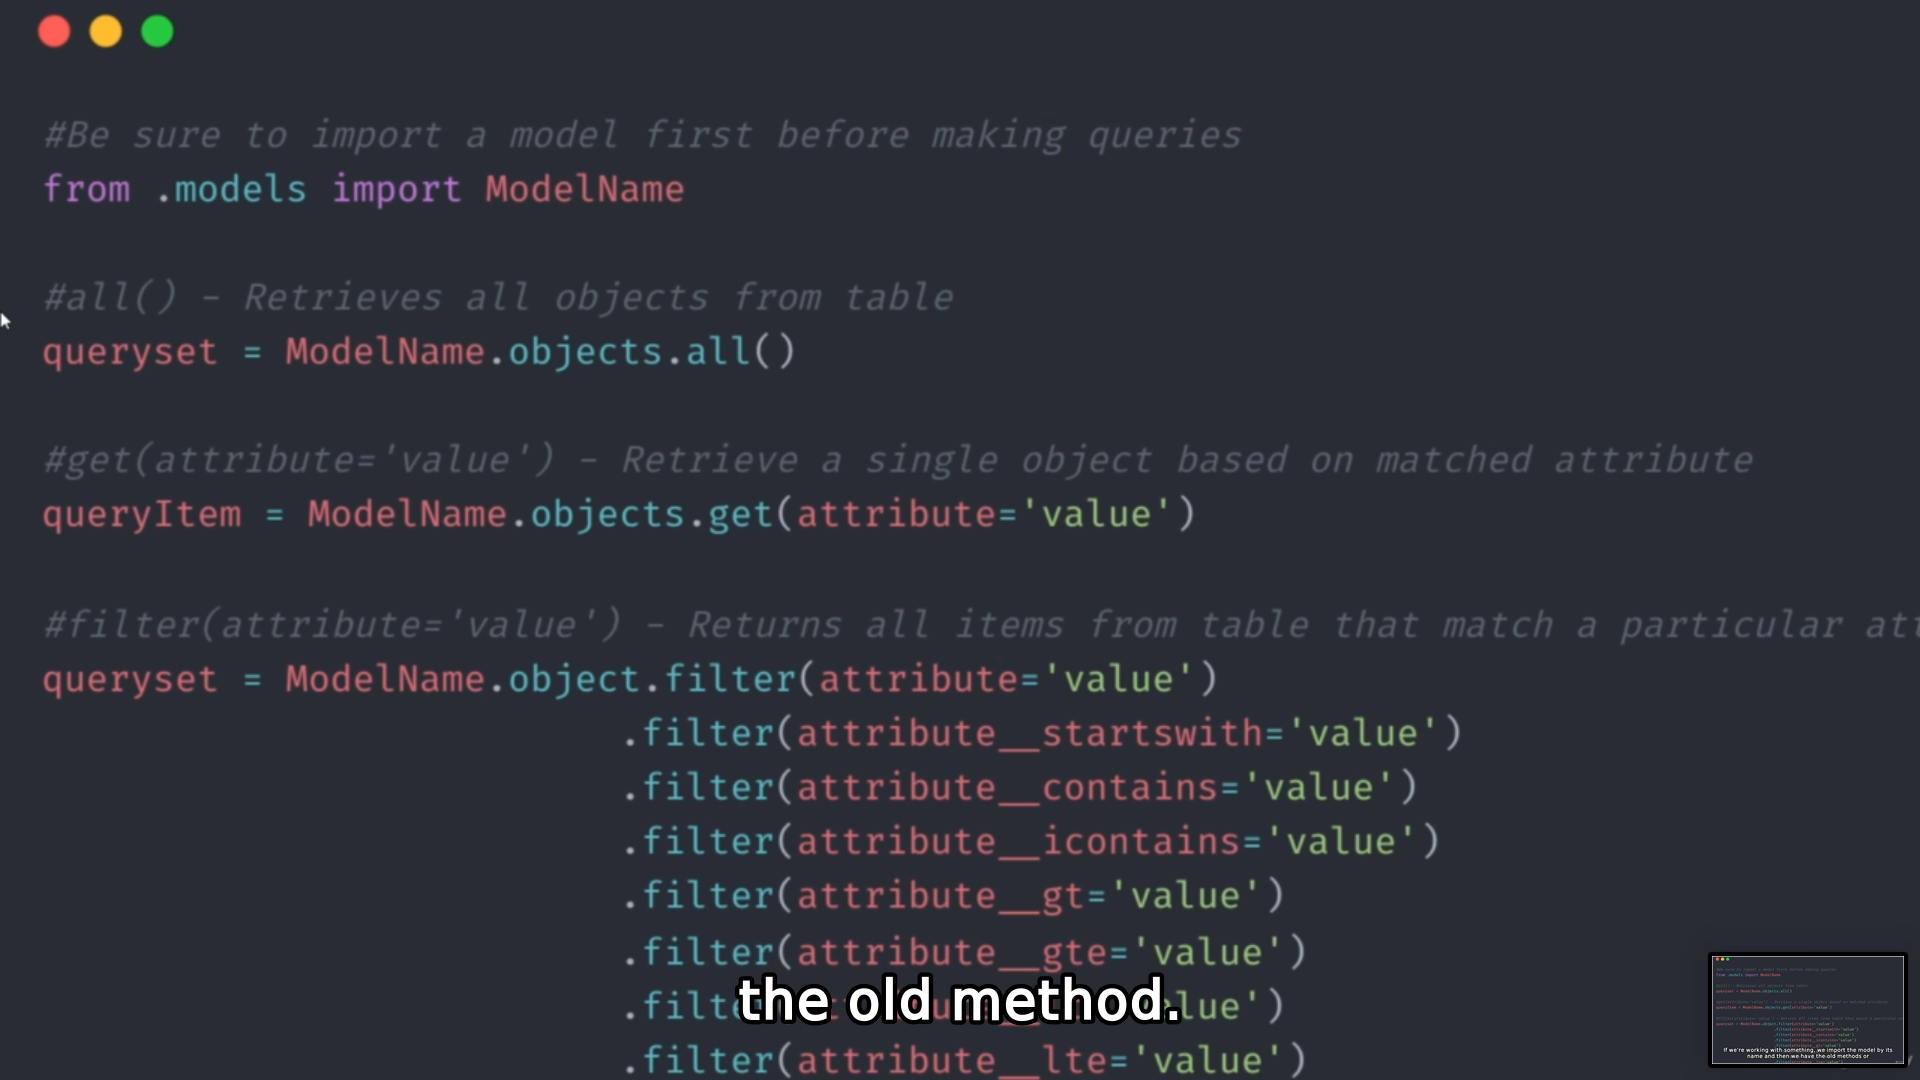 #Be sure to import a model first before making queries
from .models import ModelName
#all() - Retrieves all objects from table
queryset = ModelName.objects.all()
#get(attribute='value') - Retrieve a single object based on matched attribute
queryItem = ModelName.objects.get(attribute='value')
#filter(attribute='value') - Returns all items from table that match a particular att
queryset = ModelName.object.filter(attribute='value')
.filter(attribute__startswith='value')
.filter(attribute__contains='value')
.filter(attribute__icontains='value')
.filter(attribute__gt='value')
.filter(attribute__gte='value')
the old method.
.filter(attribute__lte='value')
If we're working with something, we import the model by its
name and then we have the old methods or